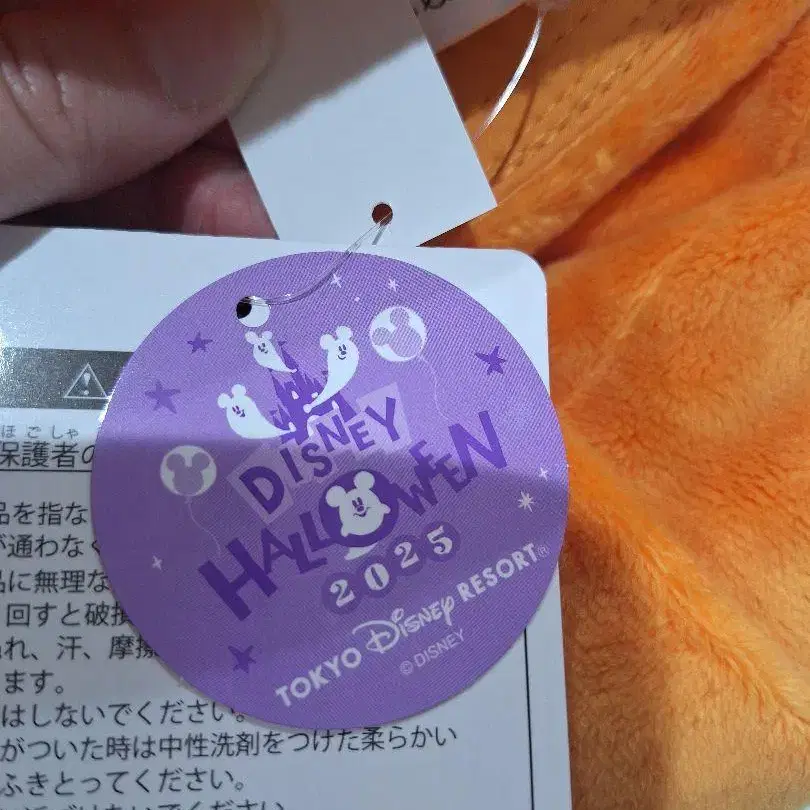 DISNEY
HALLOWEEN
2025
TOKYO Disney RESORT®
© DISNEY
ほごしゃ
保護者の
品を指な
が通わなく
品に無理な
回すと破損
れ、汗、摩擦
ます。
はしないでください。
がついた時は中性洗剤をつけた柔らかい
ふきとってください。